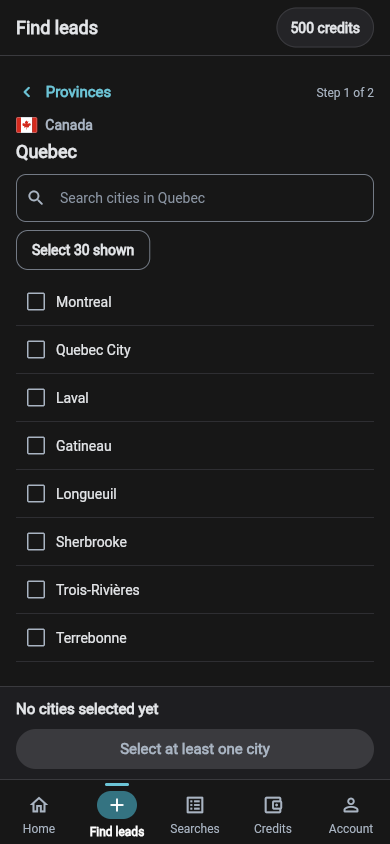 Find leads
500 credits
Provinces
Step 1 of 2
Canada
Quebec
Search cities in Quebec
Select 30 shown
Montreal
Quebec City
Laval
Gatineau
Longueuil
Sherbrooke
Trois-Rivières
Terrebonne
No cities selected yet
Select at least one city
Home
Find leads
Searches
Credits
Account